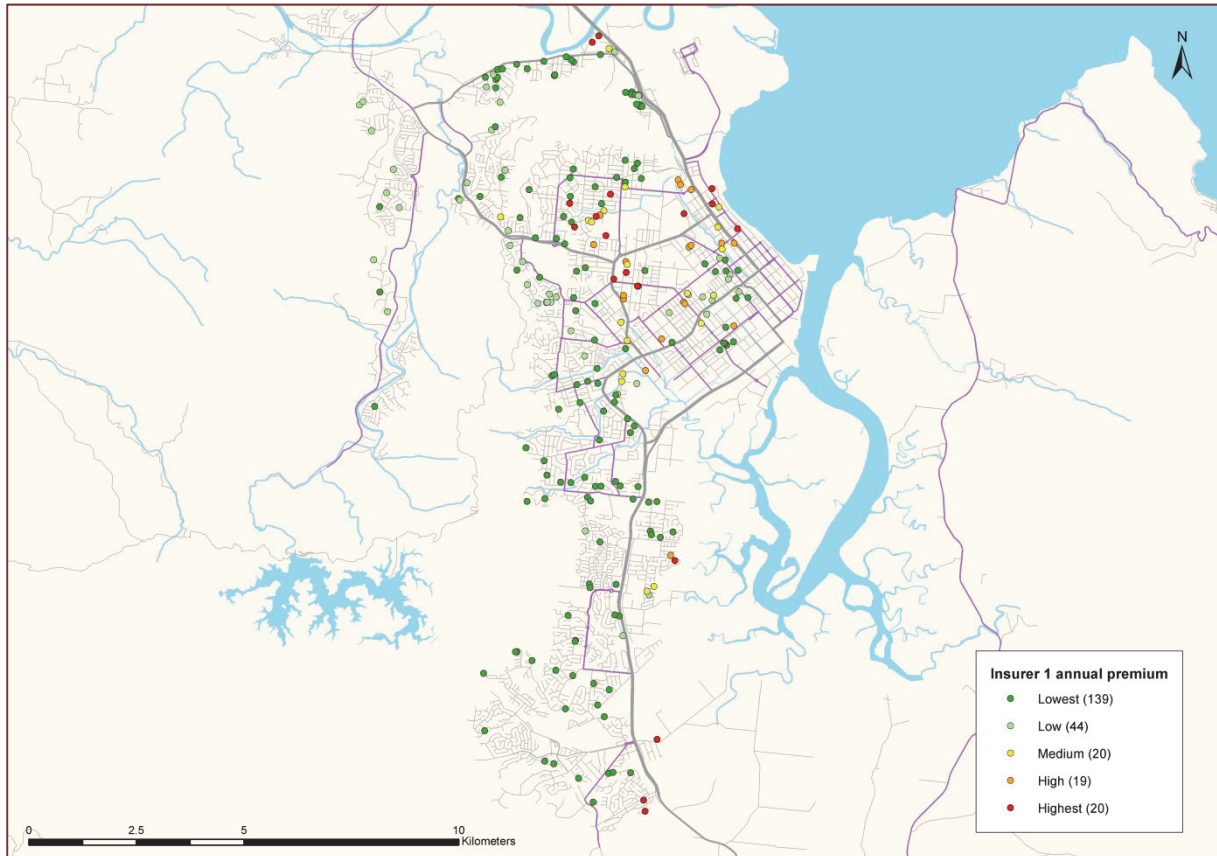 N
Insurer 1 annual premium
Lowest (139)
Low (44)
Medium (20)
High (19)
Highest (20)
0 2.5 5 10
Kilometers